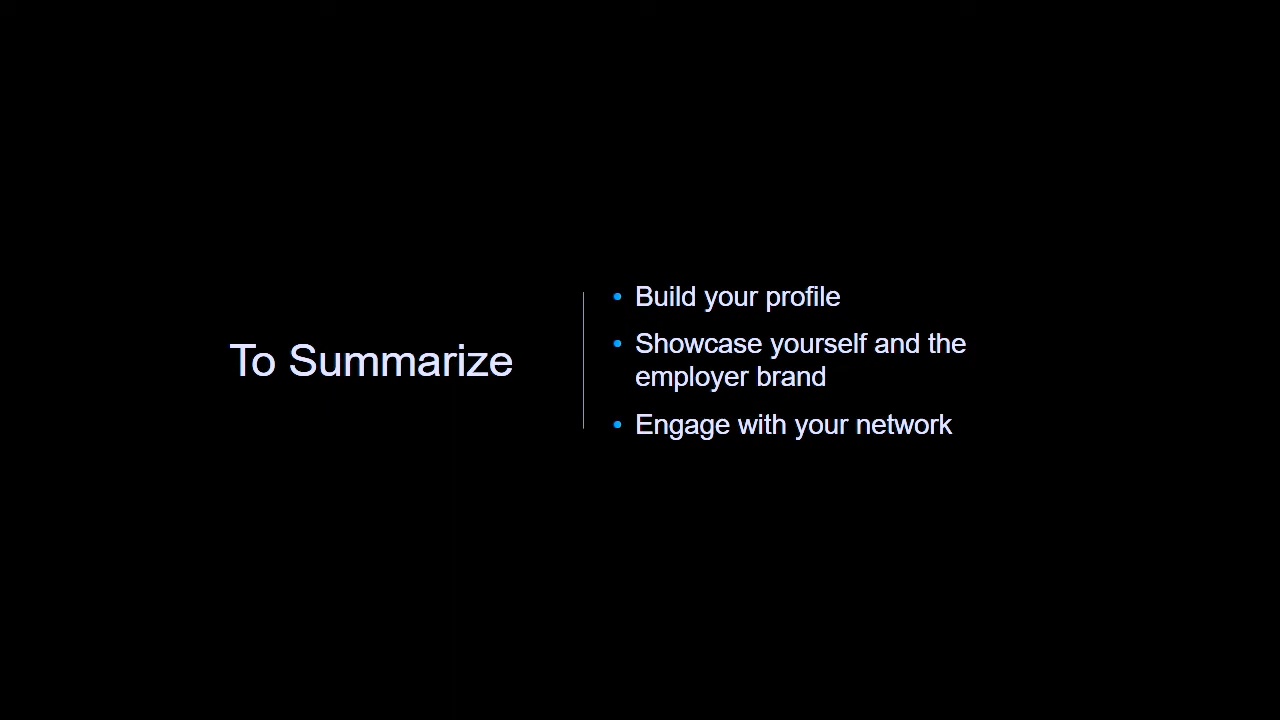 To Summarize
• Build your profile
• Showcase yourself and the
employer brand
• Engage with your network